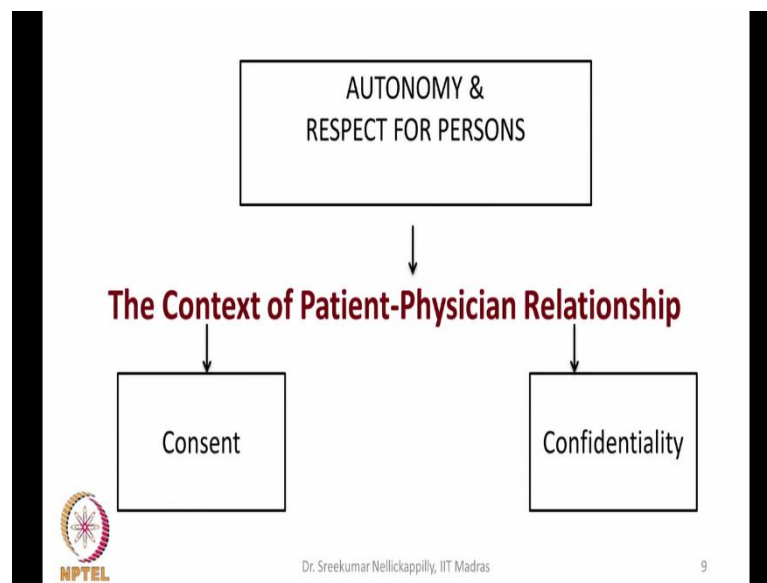 AUTONOMY &
RESPECT FOR PERSONS
The Context of Patient-Physician Relationship
Consent
Confidentiality
NPTEL
Dr. Sreekumar Nellickappilly, IIT Madras
9